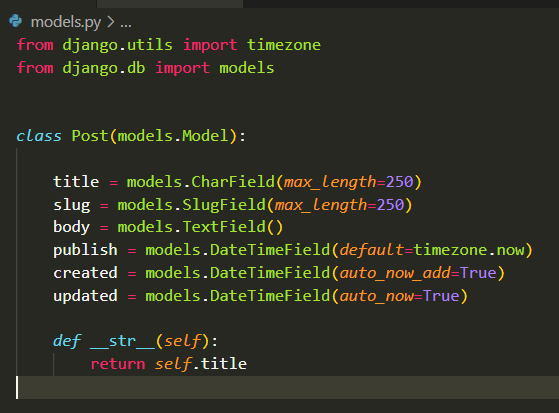 models.py > ...
from django.utils import timezone
from django.db import models
class Post(models.Model):
    title = models.CharField(max_length=250)
    slug = models.SlugField(max_length=250)
    body = models.TextField()
    publish = models.DateTimeField(default=timezone.now)
    created = models.DateTimeField(auto_now_add=True)
    updated = models.DateTimeField(auto_now=True)
    def __str__(self):
        return self.title